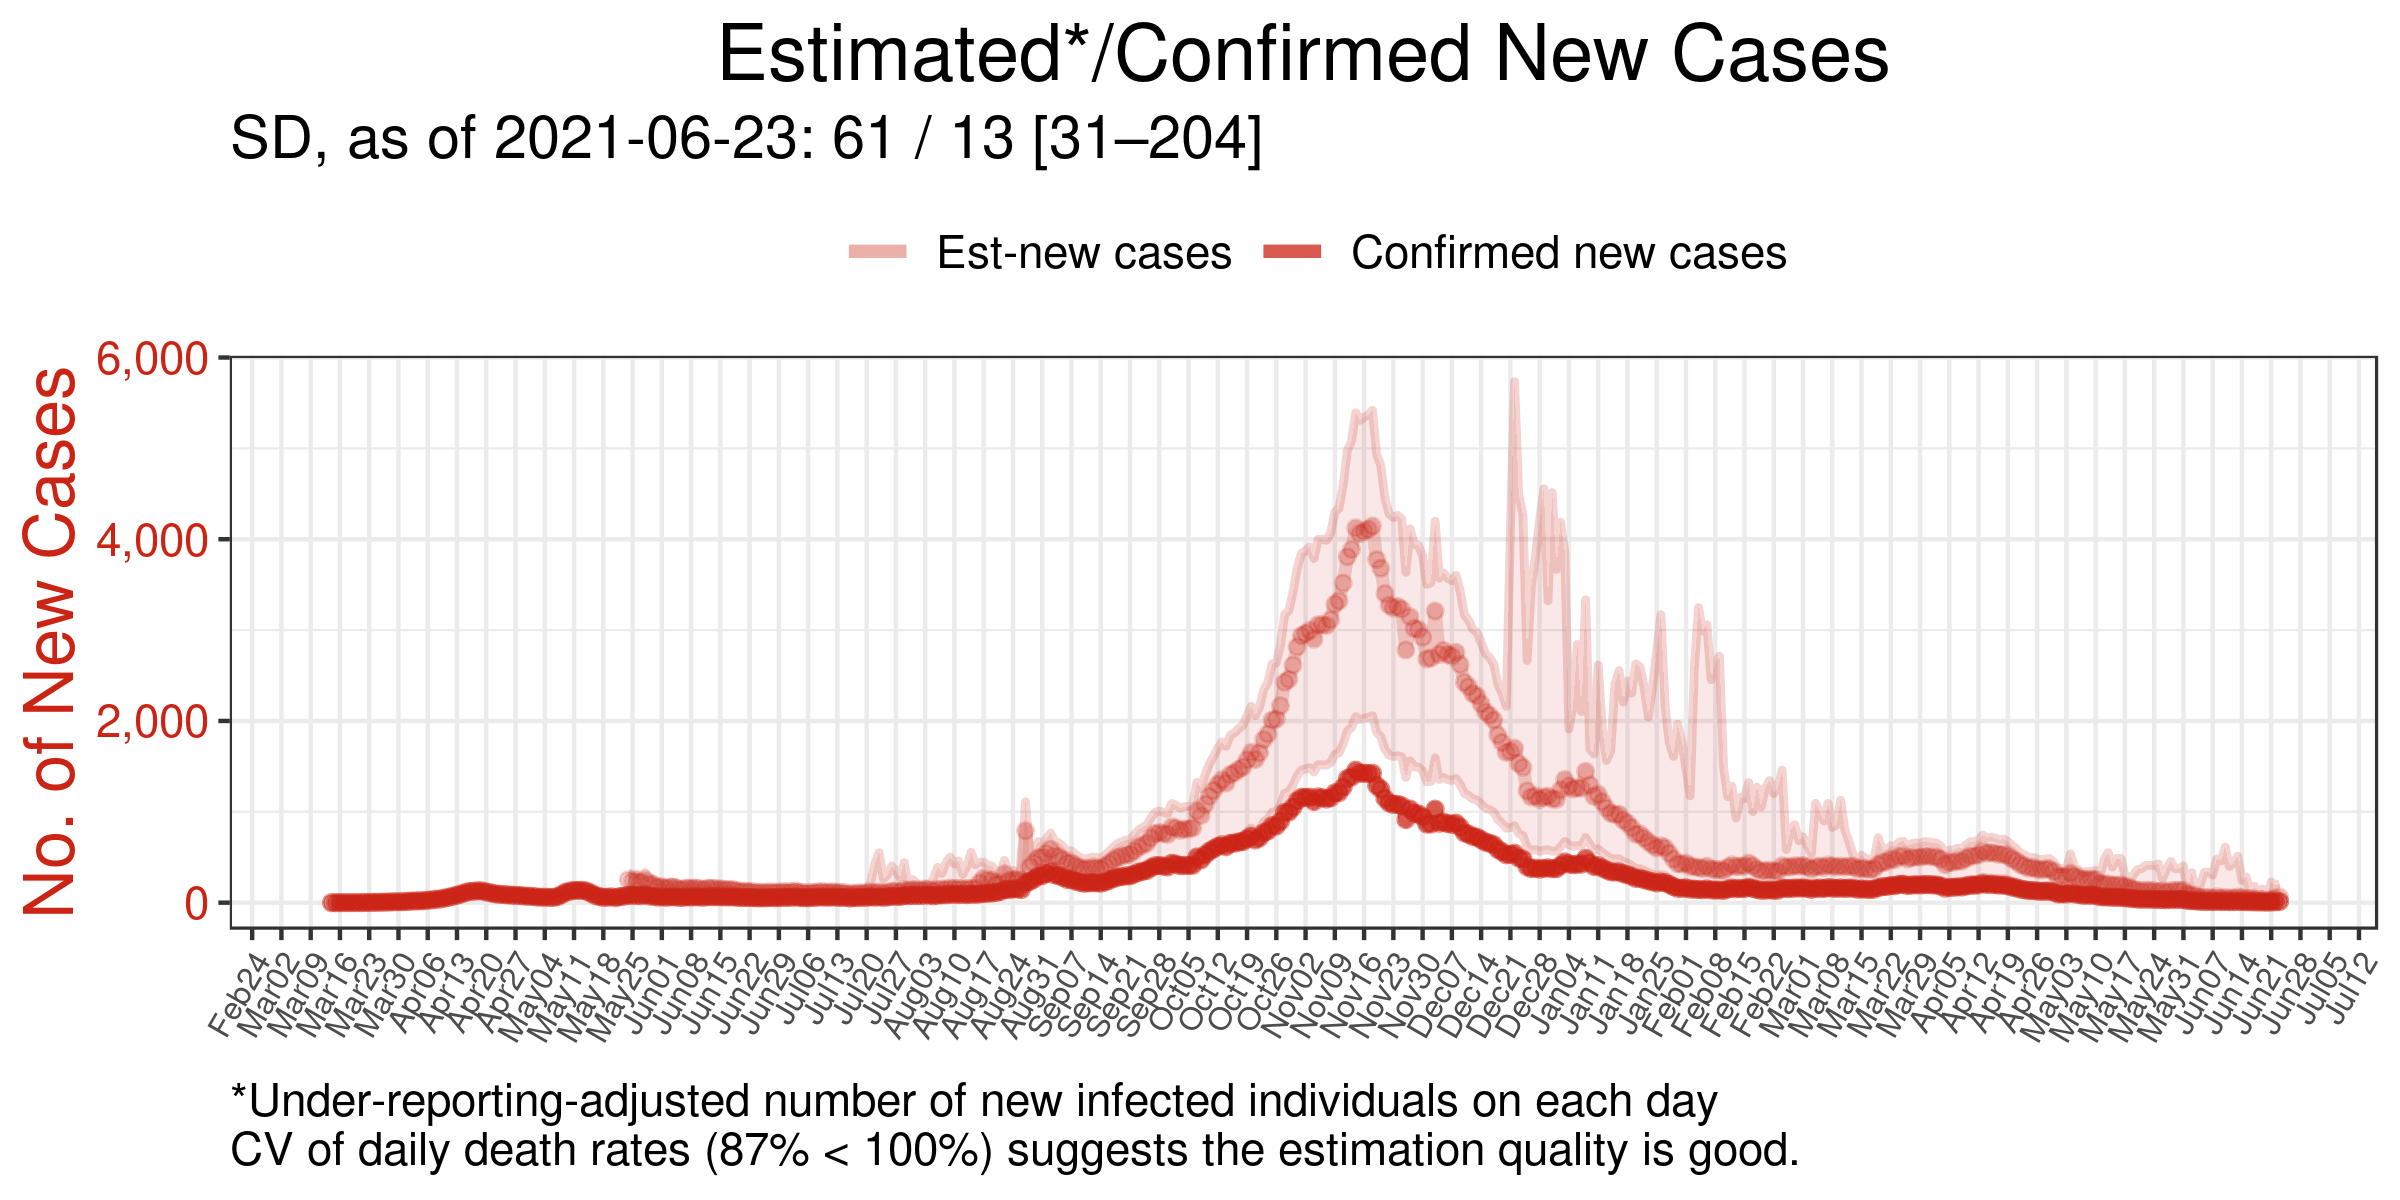 Estimated*/Confirmed New Cases
SD, as of 2021-06-23: 61 / 13 [31–204]
Est-new cases Confirmed new cases
No. of New Cases
6,000
4,000
2,000
0
Feb24 Mar02 Mar09 Mar16 Mar23 Mar30 Apr06 Apr13 Apr20 Apr27 May04 May11 May18 May25 Jun01 Jun08 Jun15 Jun22 Jun29 Jul06 Jul13 Jul20 Jul27 Aug03 Aug10 Aug17 Aug24 Aug31 Sep07 Sep14 Sep21 Sep28 Oct05 Oct12 Oct19 Oct26 Nov02 Nov09 Nov16 Nov23 Nov30 Dec07 Dec14 Dec21 Dec28 Jan04 Jan11 Jan18 Jan25 Feb01 Feb08 Feb15 Feb22 Mar01 Mar08 Mar15 Mar22 Mar29 Apr05 Apr12 Apr19 Apr26 May03 May10 May17 May24 May31 Jun07 Jun14 Jun21 Jun28 Jul05 Jul12
*Under-reporting-adjusted number of new infected individuals on each day
CV of daily death rates (87% < 100%) suggests the estimation quality is good.